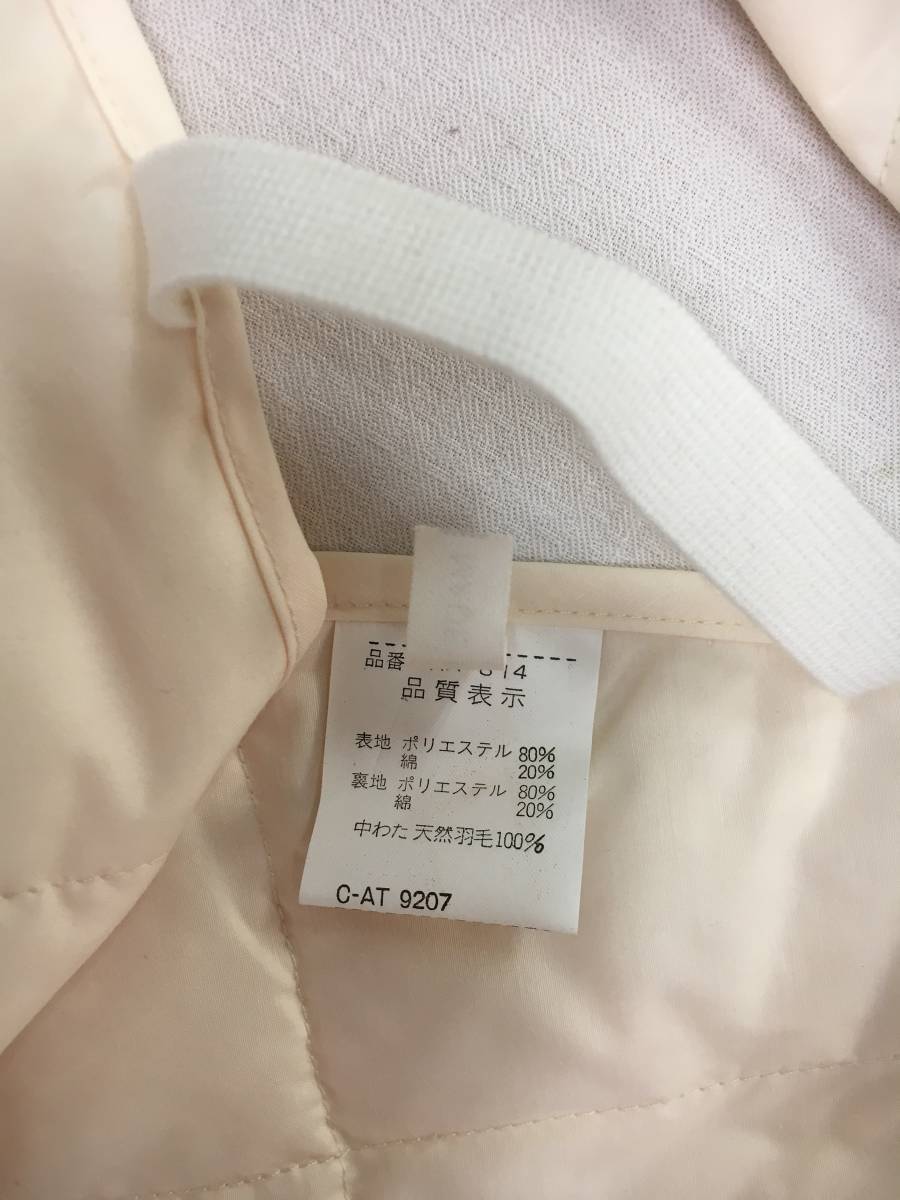 品番 814
品質表示
表地 ポリエステル 80%
綿 20%
裏地 ポリエステル 80%
綿 20%
中わた 天然羽毛100%
C-AT 9207